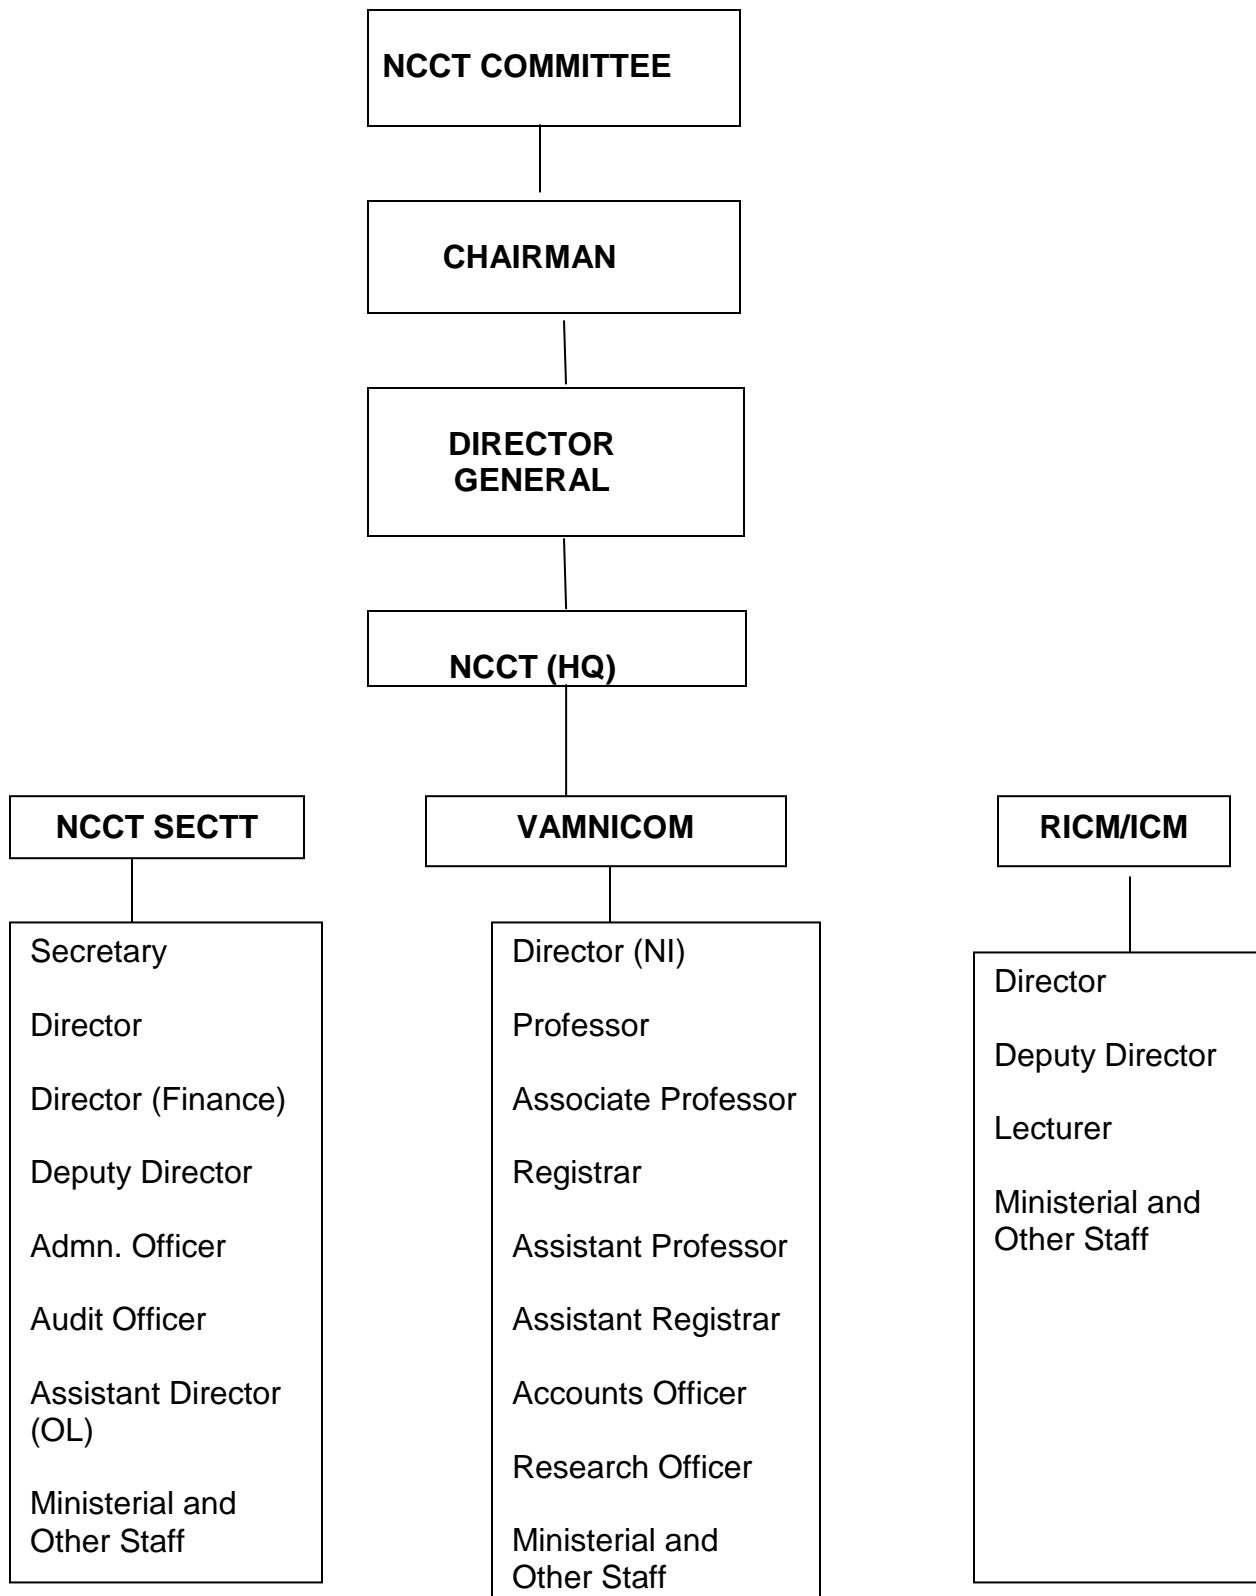 NCCT COMMITTEE
CHAIRMAN
DIRECTOR
GENERAL
NCCT (HQ)
NCCT SECTT
VAMNICOM
RICM/ICM
Secretary
Director
Director (Finance)
Deputy Director
Admn. Officer
Audit Officer
Assistant Director
(OL)
Ministerial and
Other Staff
Director (NI)
Professor
Associate Professor
Registrar
Assistant Professor
Assistant Registrar
Accounts Officer
Research Officer
Ministerial and
Other Staff
Director
Deputy Director
Lecturer
Ministerial and
Other Staff